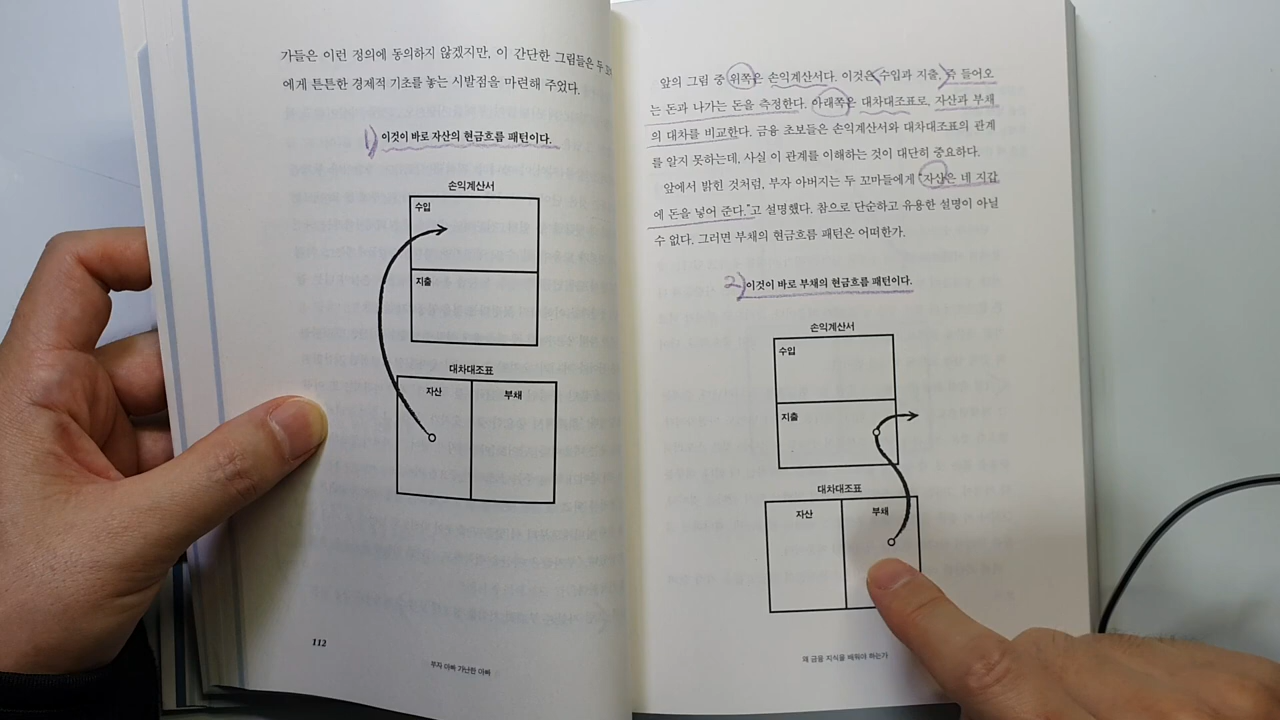 가들은 이런 정의에 동의하지 않겠지만, 이 간단한 그림들은 두
에게 튼튼한 경제적 기초를 놓는 시발점을 마련해 주었다.
1) 이것이 바로 자산의 현금흐름 패턴이다.
손익계산서
수입
지출
대차대조표
자산 부채
112
부자 아빠 가난한 아빠
앞의 그림 중 위쪽은 손익계산서다. 이것은 수입과 지출, 즉 들어오
는 돈과 나가는 돈을 측정한다. 아래쪽은 대차대조표로, 자산과 부채
의 대차를 비교한다. 금융 초보들은 손익계산서와 대차대조표의 관계
를 알지 못하는데, 사실 이 관계를 이해하는 것이 대단히 중요하다.
앞에서 밝힌 것처럼, 부자 아버지는 두 꼬마들에게 "자산은 네 지갑
에 돈을 넣어 준다."고 설명했다. 참으로 단순하고 유용한 설명이 아닐
수 없다. 그러면 부채의 현금흐름 패턴은 어떠한가.
2) 이것이 바로 부채의 현금흐름 패턴이다.
손익계산서
수입
지출
대차대조표
자산 부채
왜 금융 지식을 배워야 하는가